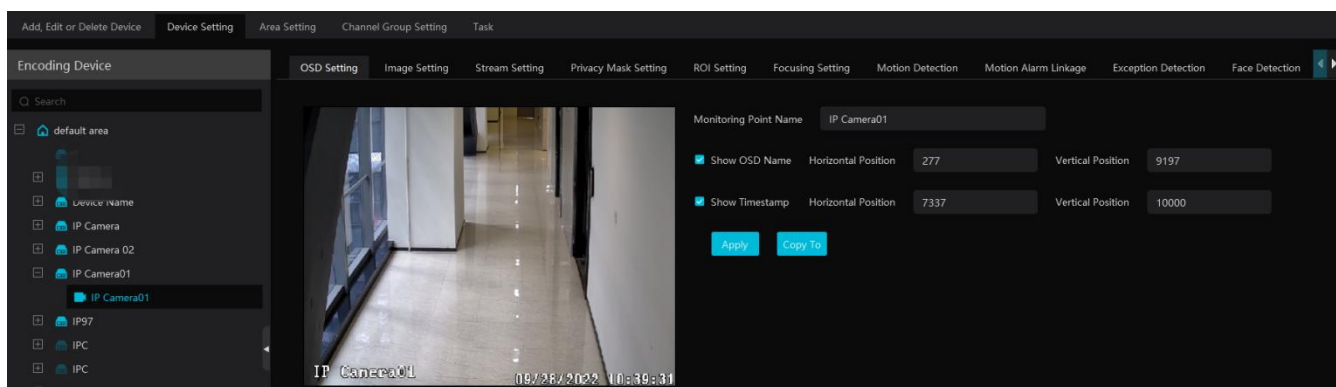 Add, Edit or Delete Device Device Setting Area Setting Channel Group Setting Task
Encoding Device
OSD Setting Image Setting Stream Setting Privacy Mask Setting ROI Setting Focusing Setting Motion Detection Motion Alarm Linkage Exception Detection Face Detection
Search
default area
Device Name
IP Camera
IP Camera 02
IP Camera01
IP Camera01
IP97
IPC
IPC
Monitoring Point Name IP Camera01
Show OSD Name Horizontal Position 277 Vertical Position 9197
Show Timestamp Horizontal Position 7337 Vertical Position 10000
Apply Copy To
IP Camera01
09/28/2022 10:39:31